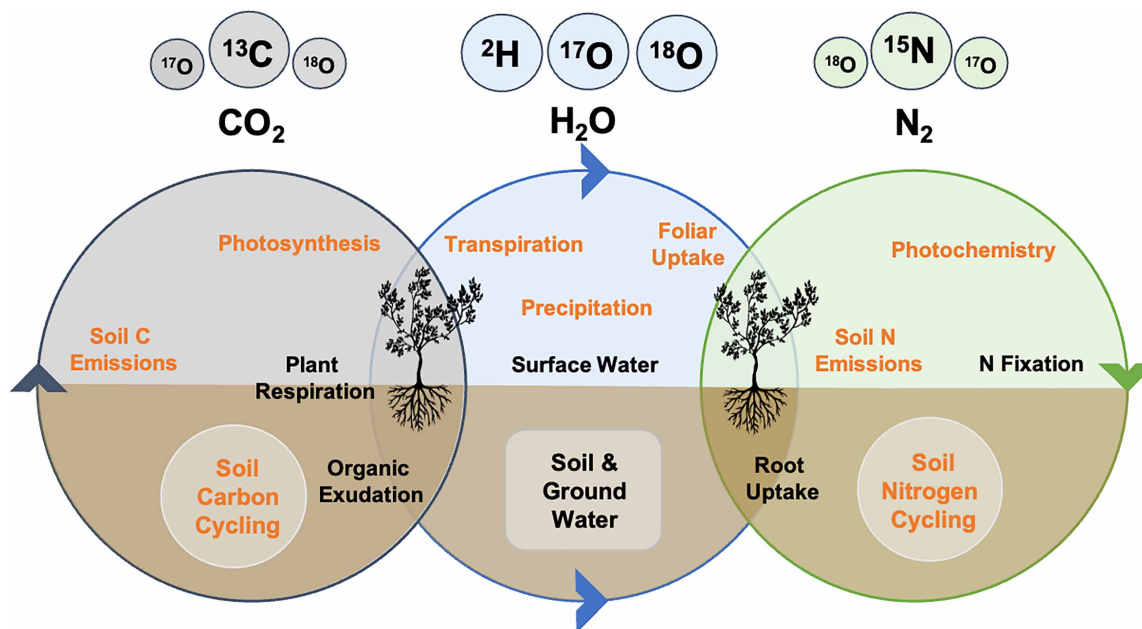 ¹⁷O ¹³C ¹⁸O
CO₂
²H ¹⁷O ¹⁸O
H₂O
¹⁸O ¹⁵N ¹⁷O
N₂
Photosynthesis
Soil C
Emissions
Plant
Respiration
Organic
Exudation
Soil
Carbon
Cycling
Transpiration
Foliar
Uptake
Precipitation
Surface Water
Soil &
Ground
Water
Photochemistry
Soil N
Emissions
N Fixation
Root
Uptake
Soil
Nitrogen
Cycling